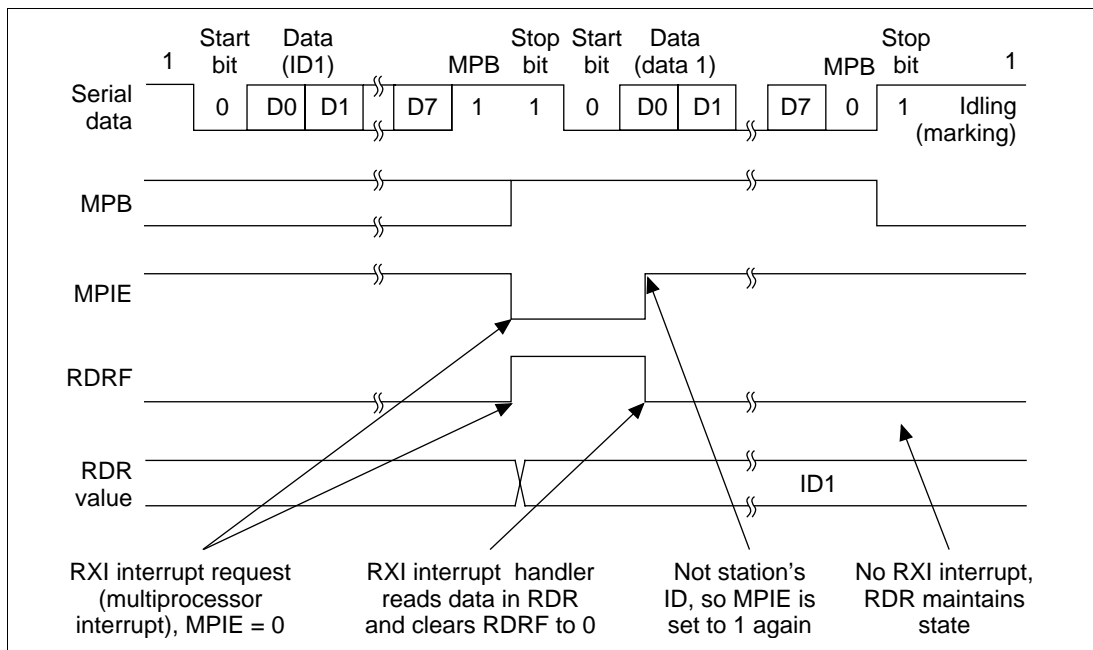 1
Start
bit
Data
(ID1)
MPB
Stop
bit
Start
bit
Data
(data 1)
MPB
Stop
bit
1
Serial
data
0 D0 D1 D7 1 1 0 D0 D1 D7 0 1 Idling
(marking)
MPB
MPIE
RDRF
RDR
value
ID1
RXI interrupt request
(multiprocessor
interrupt), MPIE = 0
RXI interrupt handler
reads data in RDR
and clears RDRF to 0
Not station's
ID, so MPIE is
set to 1 again
No RXI interrupt,
RDR maintains
state